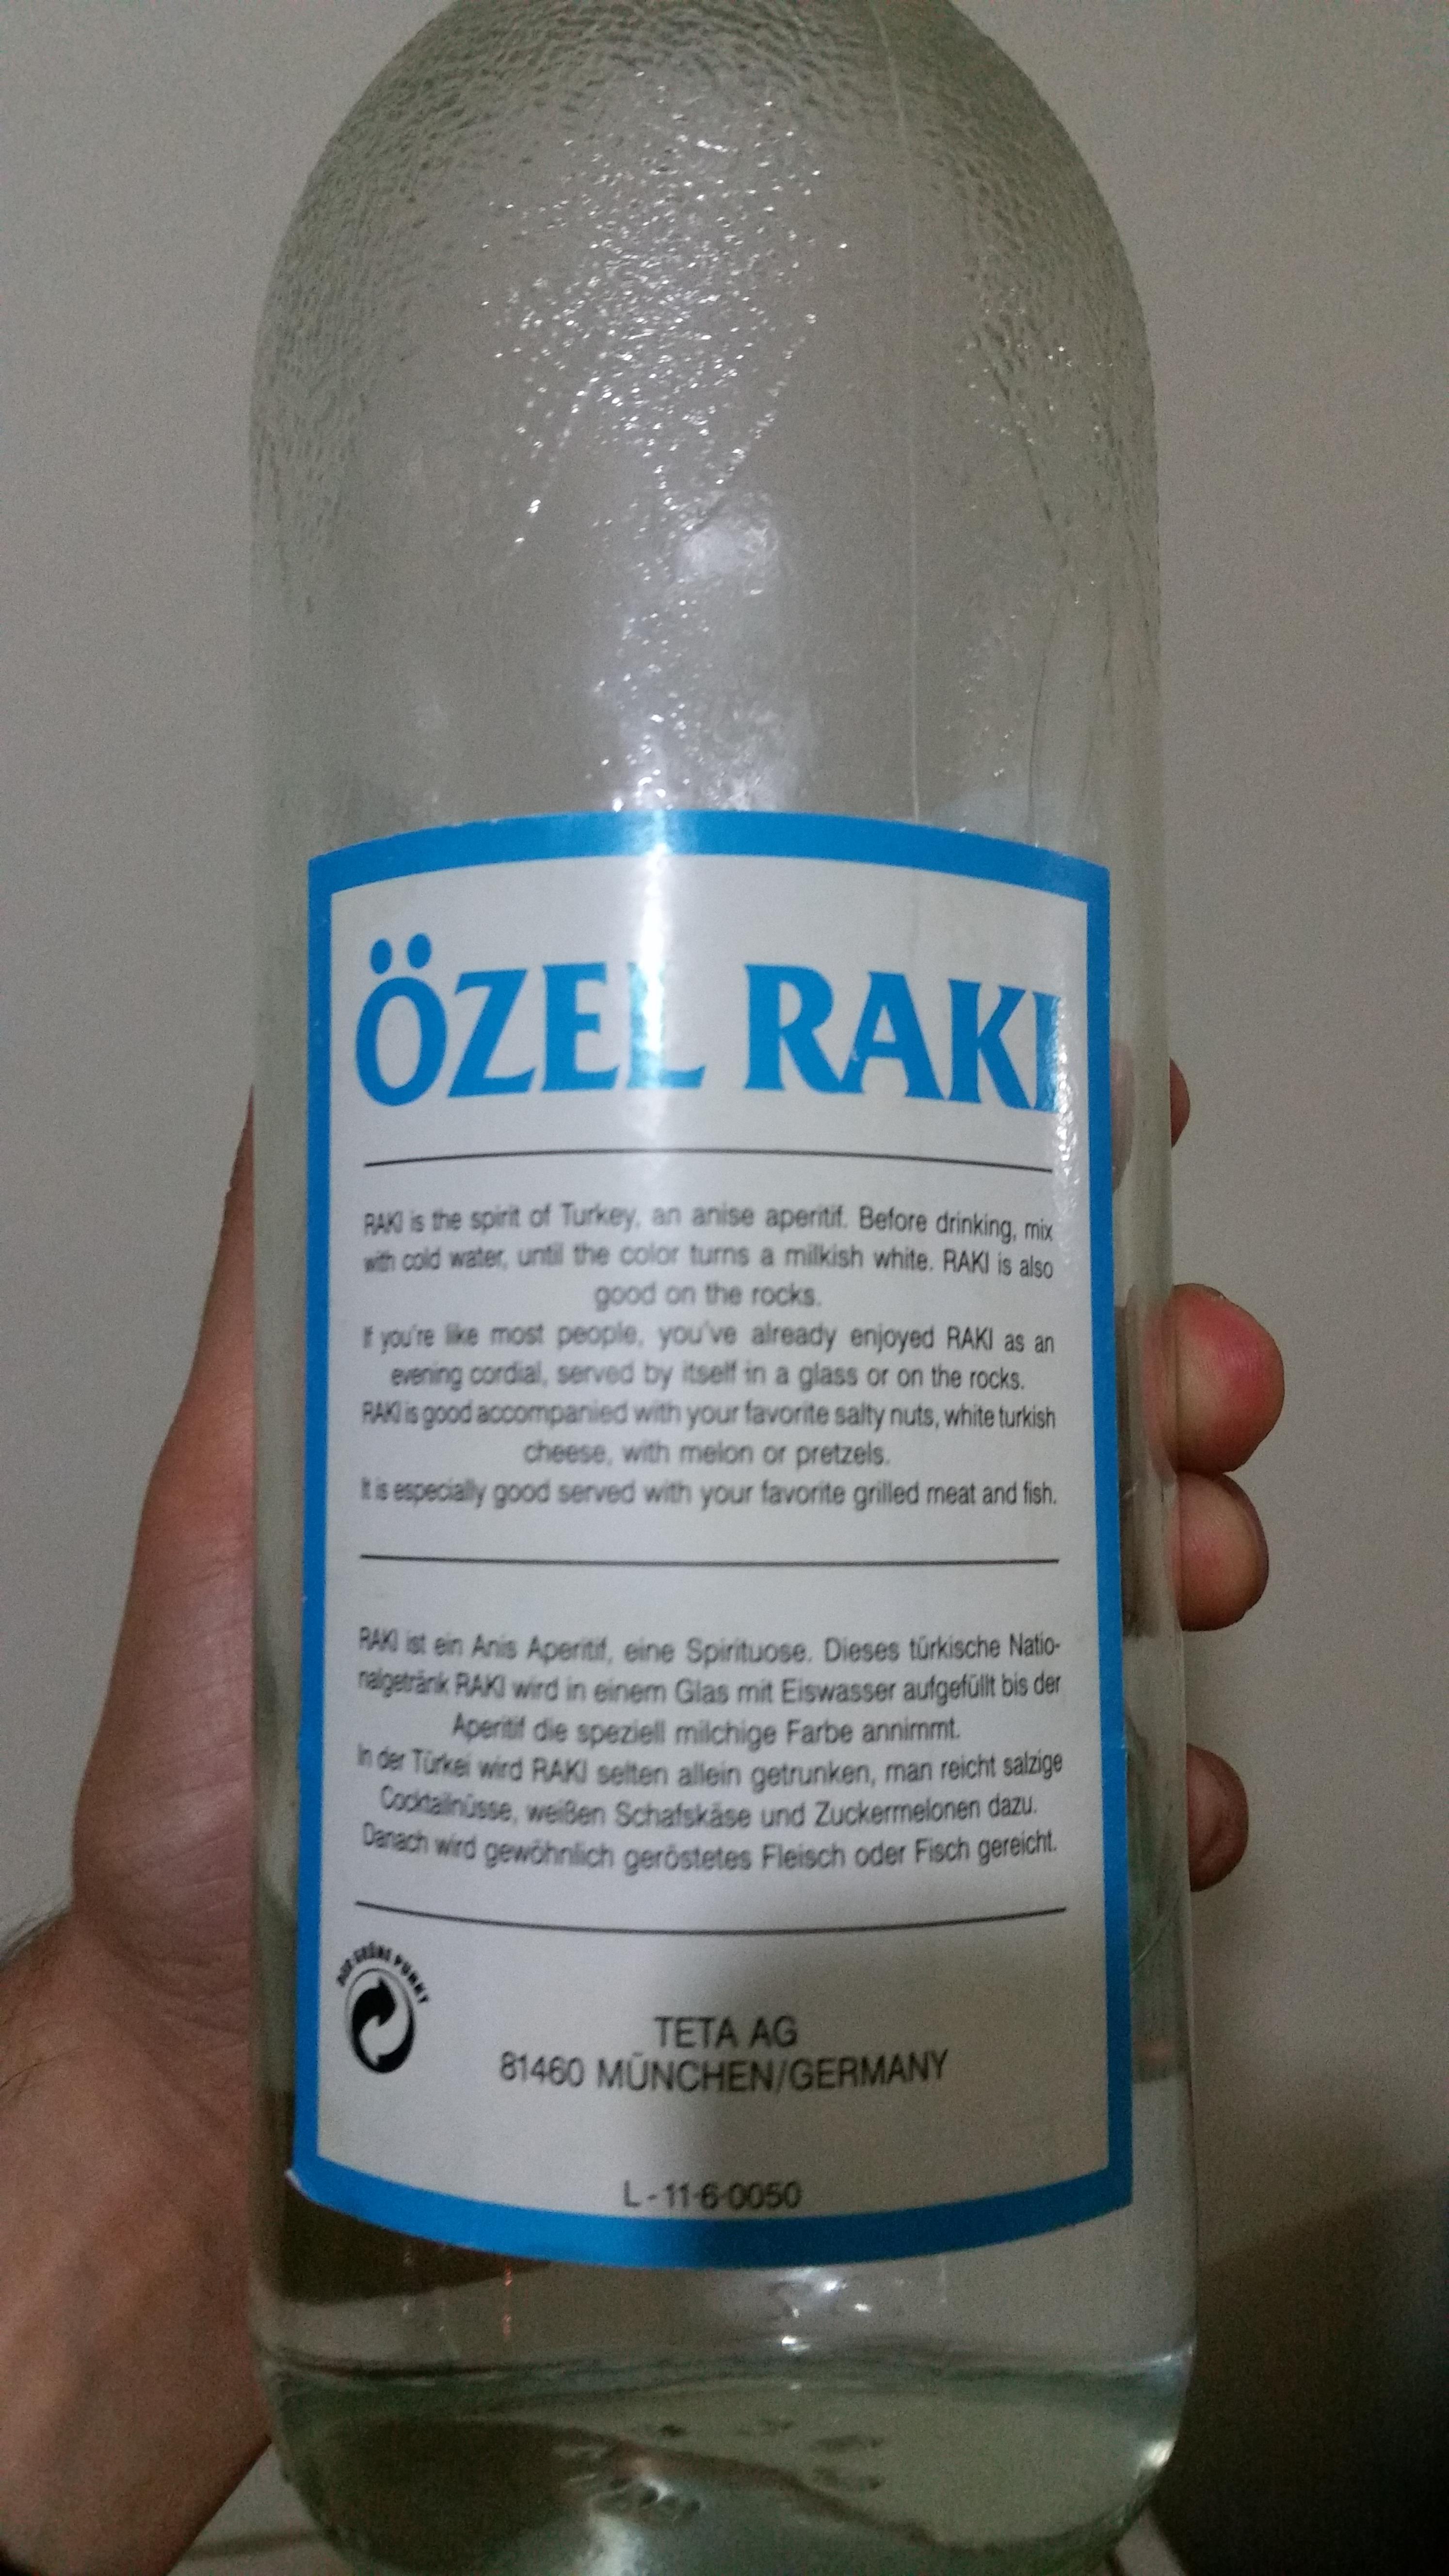 ÖZEL RAKI
RAKI is the spirit of Turkey, an anise aperitif. Before drinking, mix
with cold water, until the color turns a milkish white. RAKI is also
good on the rocks.
If you're like most people, you've already enjoyed RAKI as an
evening cordial, served by itself in a glass or on the rocks.
RAKI is good accompanied with your favorite salty nuts, white turkish
cheese, with melon or pretzels.
It is especially good served with your favorite grilled meat and fish.
RAKI ist ein Anis Aperitif, eine Spirituose. Dieses türkische Natio-
nalgetränk RAKI wird in einem Glas mit Eiswasser aufgefüllt bis der
Aperitif die speziell milchige Farbe annimmt.
In der Türkei wird RAKI selten allein getrunken, man reicht salzige
Cocktailnüsse, weißen Schafskäse und Zuckermelonen dazu.
Danach wird gewöhnlich geröstetes Fleisch oder Fisch gereicht.
DER GRÜNE PUNKT
TETA AG
81460 MÜNCHEN/GERMANY
L-11-6-0050